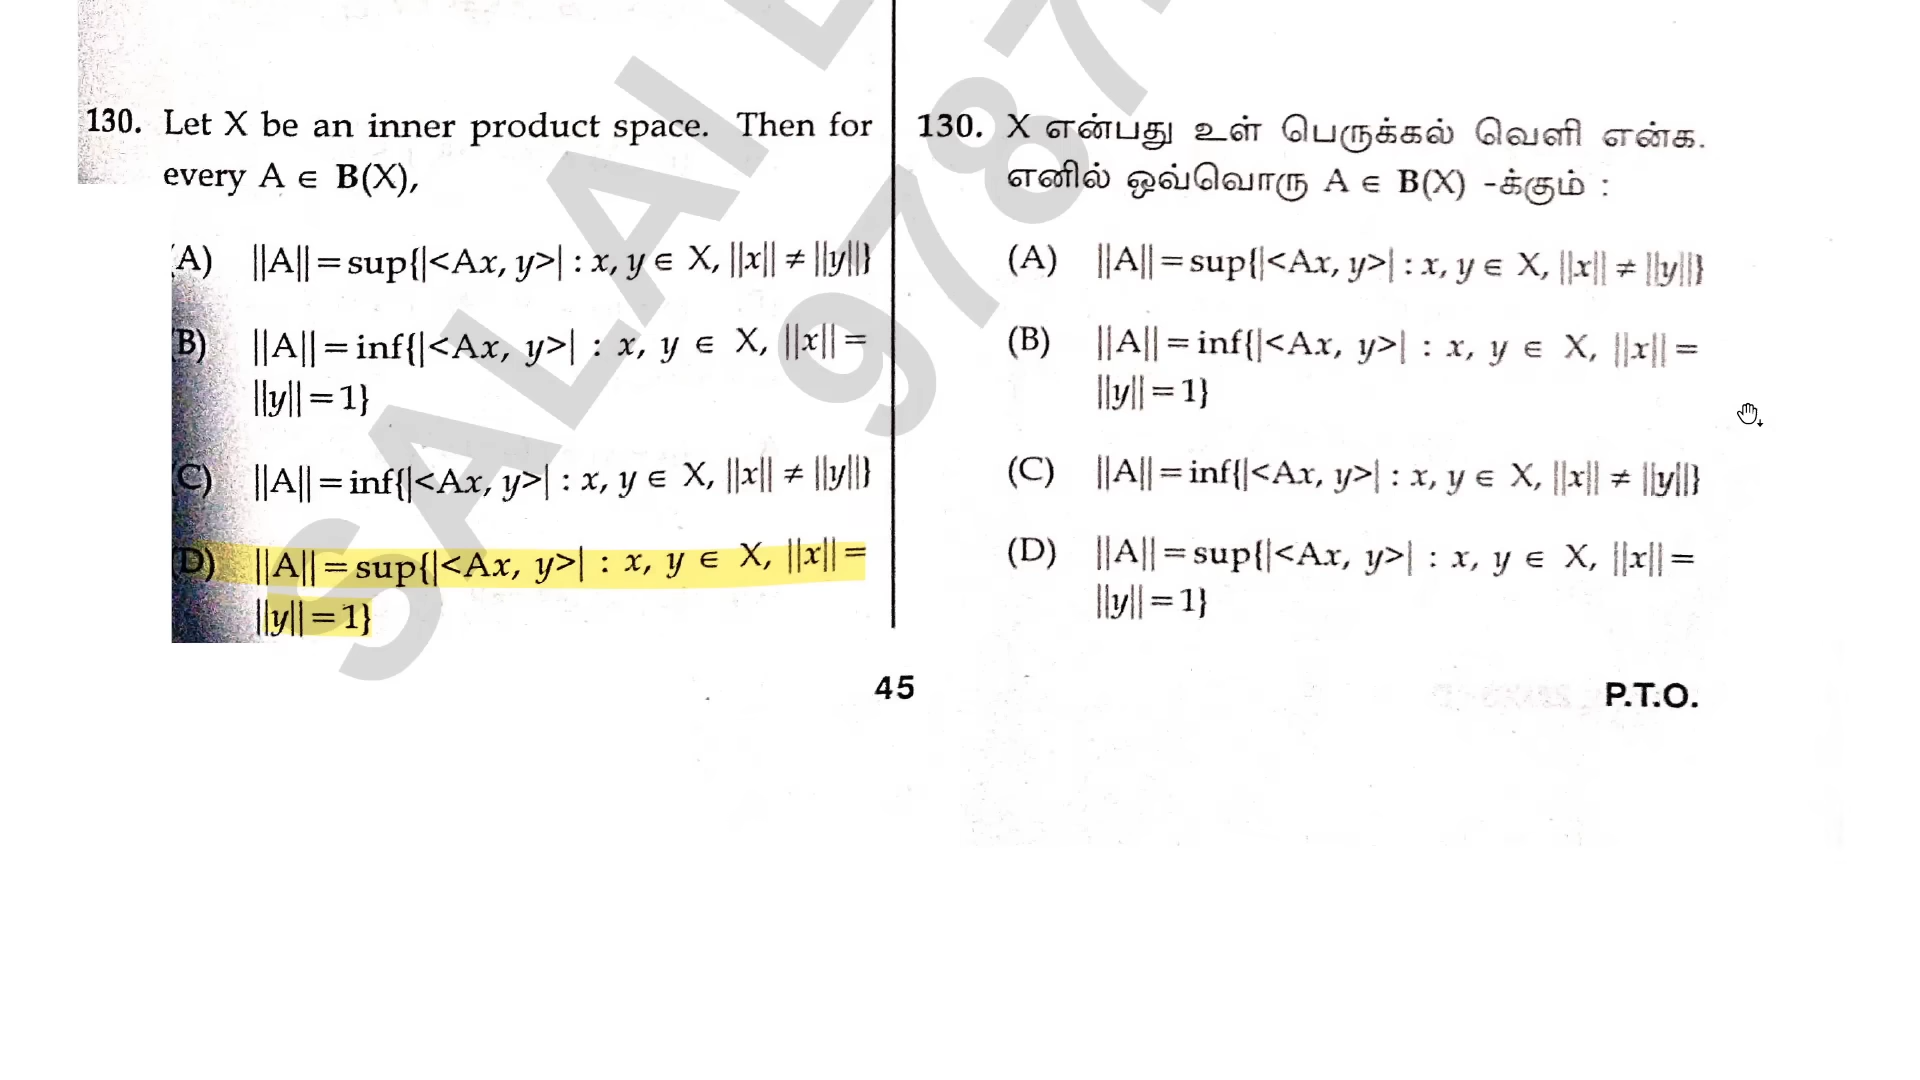 130. Let X be an inner product space. Then for
every A ∈ B(X),
(A) ||A|| = sup{|<Ax, y>| : x, y ∈ X, ||x|| ≠ ||y||}
(B) ||A|| = inf{|<Ax, y>| : x, y ∈ X, ||x|| =
||y|| = 1}
(C) ||A|| = inf{|<Ax, y>| : x, y ∈ X, ||x|| ≠ ||y||}
(D) ||A|| = sup{|<Ax, y>| : x, y ∈ X, ||x|| =
||y|| = 1}
130. X என்பது உள் பெருக்கல் வெளி என்க.
எனில் ஒவ்வொரு A ∈ B(X) -க்கும் :
(A) ||A|| = sup{|<Ax, y>| : x, y ∈ X, ||x|| ≠ ||y||}
(B) ||A|| = inf{|<Ax, y>| : x, y ∈ X, ||x|| =
||y|| = 1}
(C) ||A|| = inf{|<Ax, y>| : x, y ∈ X, ||x|| ≠ ||y||}
(D) ||A|| = sup{|<Ax, y>| : x, y ∈ X, ||x|| =
||y|| = 1}
45
P.T.O.
SALAI
978